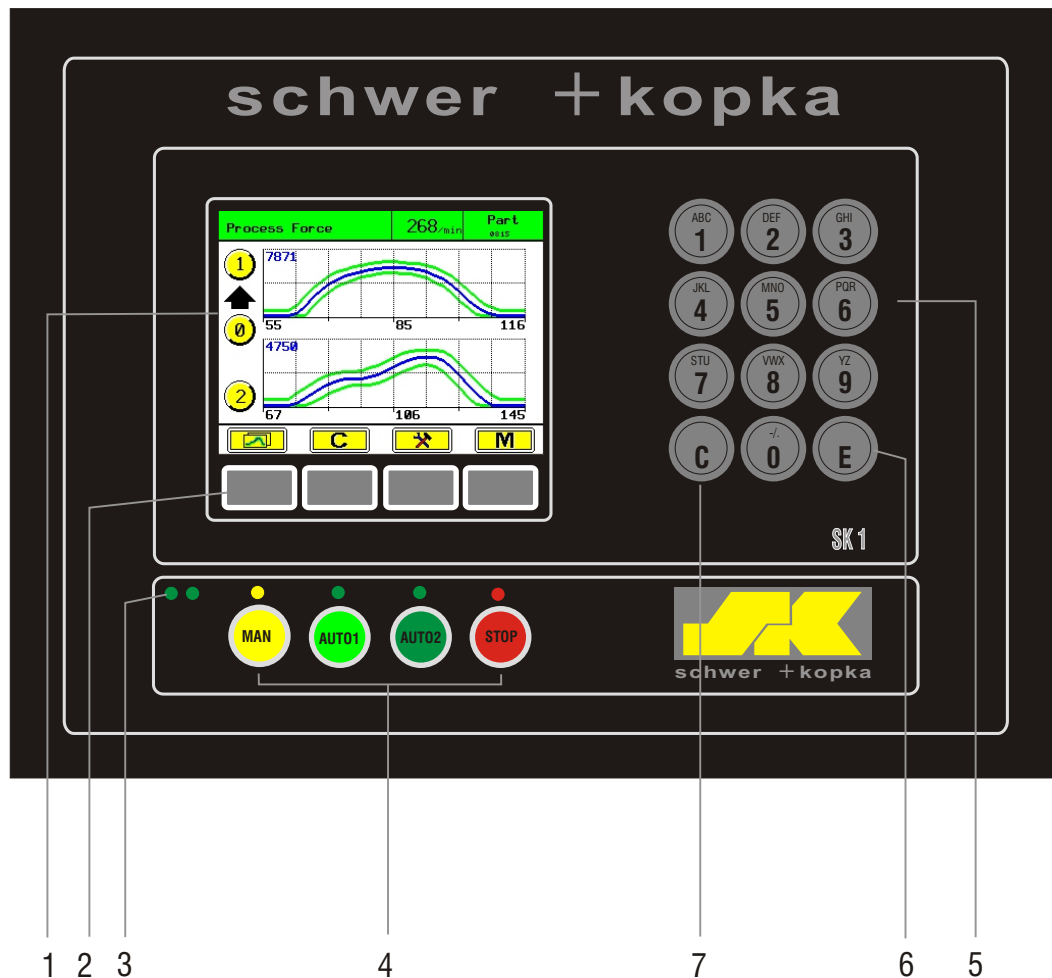 schwer + kopka
Process Force 268/min Part
0815
1 7871
0 55 85 116
4750
2 67 106 145
C M
ABC DEF GHI
1 2 3
JKL MNO PQR
4 5 6
STU VWX YZ
7 8 9
-/.
C 0 E
SK 1
MAN AUTO1 AUTO2 STOP
SK
schwer + kopka
1 2 3 4 7 6 5